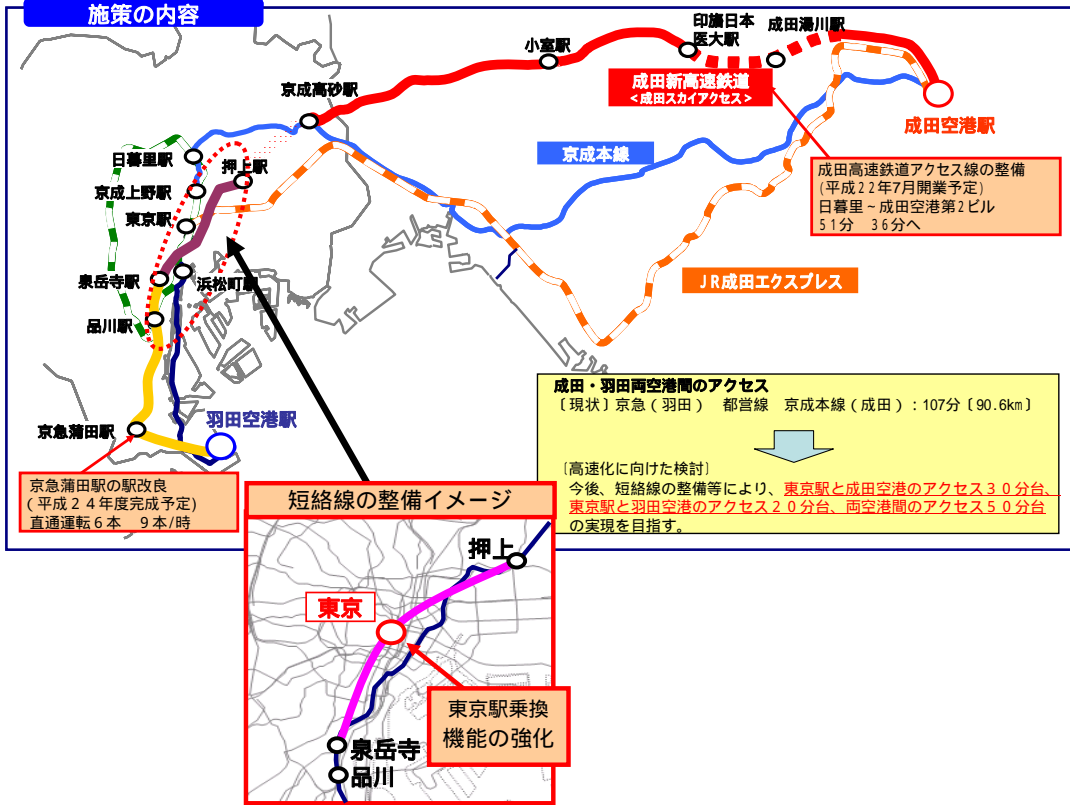 施策の内容
印旛日本
医大駅
成田湯川駅
小室駅
成田新高速鉄道
<成田スカイアクセス>
京成高砂駅
成田空港駅
日暮里駅
押上駅
京成本線
京成上野駅
東京駅
成田高速鉄道アクセス線の整備
(平成22年7月開業予定)
日暮里~成田空港第2ビル
51分 36分へ
泉岳寺駅
浜松町駅
JR成田エクスプレス
品川駅
成田・羽田両空港間のアクセス
〔現状〕京急(羽田) 都営線 京成本線(成田):107分〔90.6km〕
羽田空港駅
京急蒲田駅
[高速化に向けた検討]
今後、短絡線の整備等により、東京駅と成田空港のアクセス30分台、
東京駅と羽田空港のアクセス20分台、両空港間のアクセス50分台
の実現を目指す。
京急蒲田駅の駅改良
(平成24年度完成予定)
直通運転6本 9本/時
短絡線の整備イメージ
押上
東京
東京駅乗換
機能の強化
泉岳寺
品川